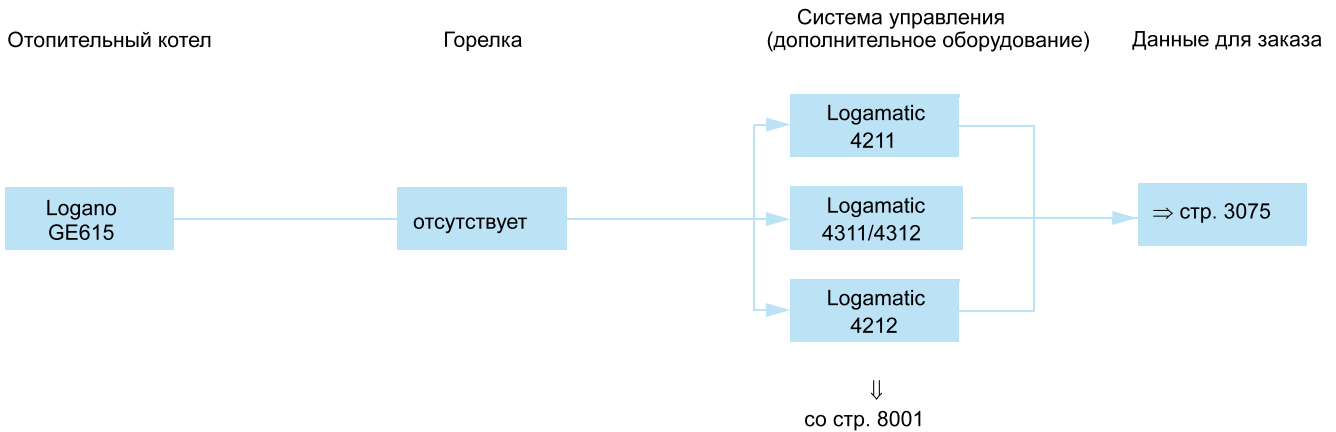 Отопительный котел
Горелка
Система управления
(дополнительное оборудование)
Данные для заказа
Logano
GE615
отсутствует
Logamatic
4211
Logamatic
4311/4312
Logamatic
4212
⇒ стр. 3075
⇓
со стр. 8001